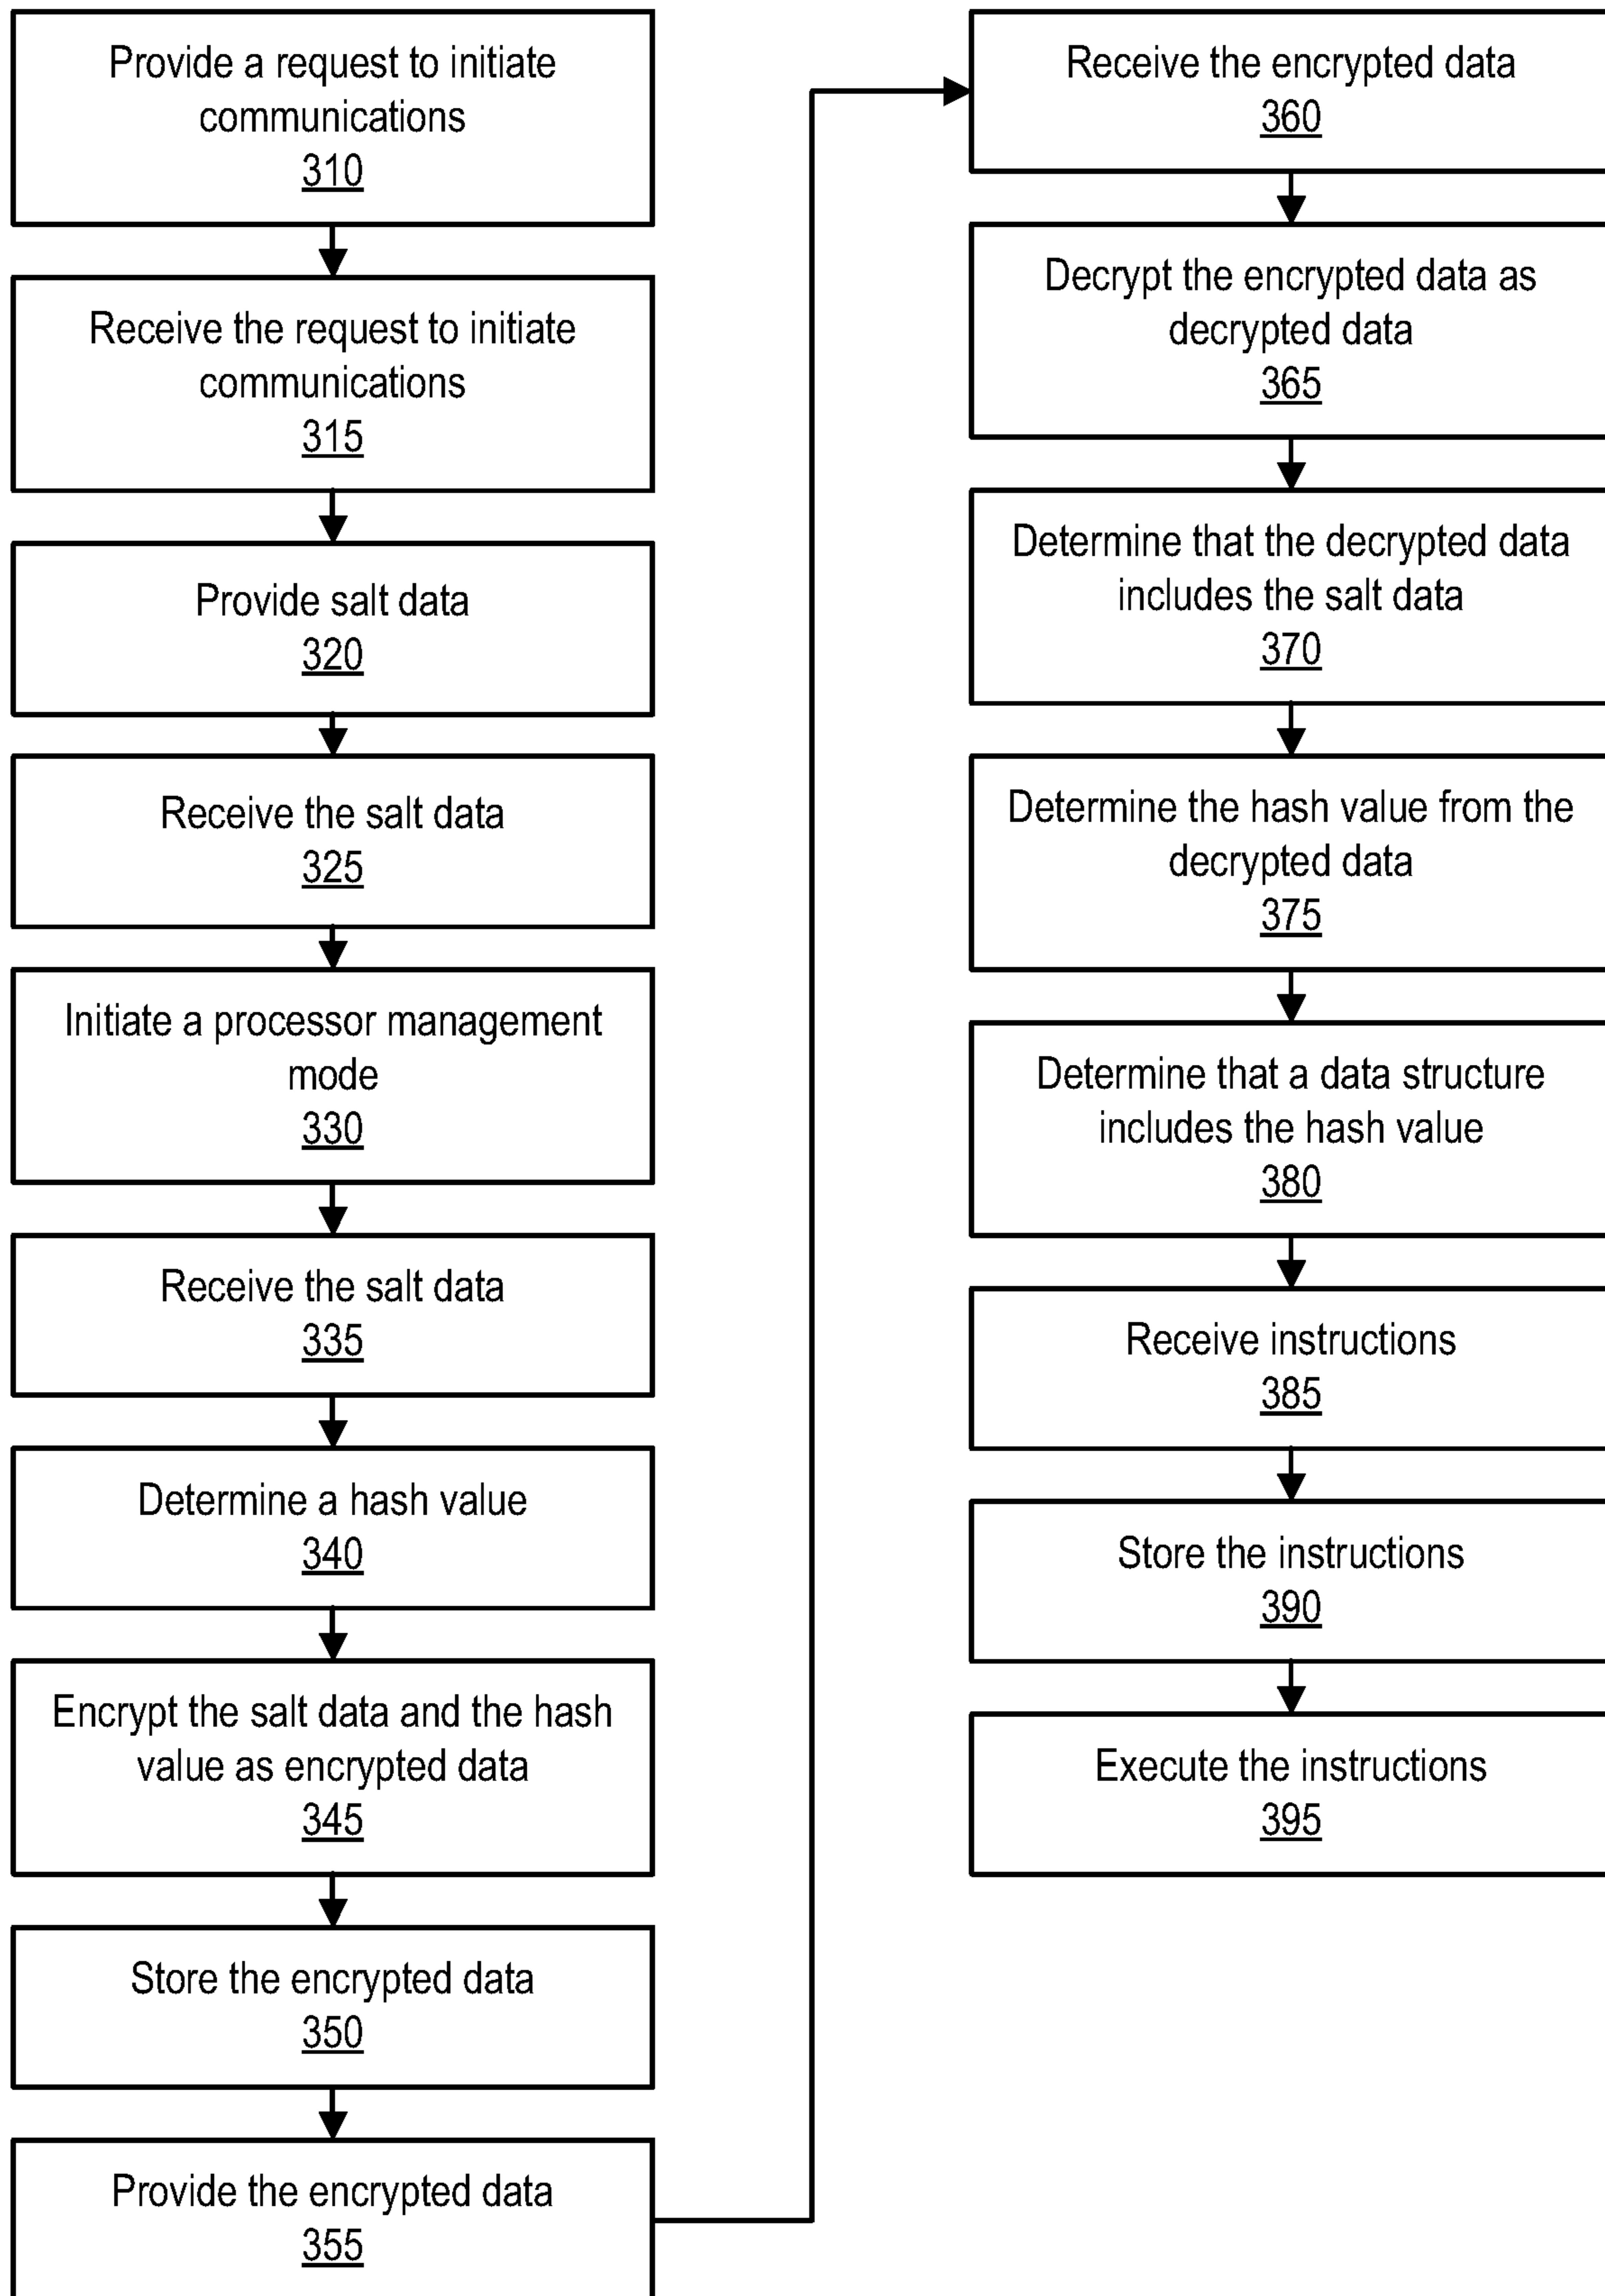 Provide a request to initiate
communications
310
Receive the request to initiate
communications
315
Provide salt data
320
Receive the salt data
325
Initiate a processor management
mode
330
Receive the salt data
335
Determine a hash value
340
Encrypt the salt data and the hash
value as encrypted data
345
Store the encrypted data
350
Provide the encrypted data
355
Receive the encrypted data
360
Decrypt the encrypted data as
decrypted data
365
Determine that the decrypted data
includes the salt data
370
Determine the hash value from the
decrypted data
375
Determine that a data structure
includes the hash value
380
Receive instructions
385
Store the instructions
390
Execute the instructions
395